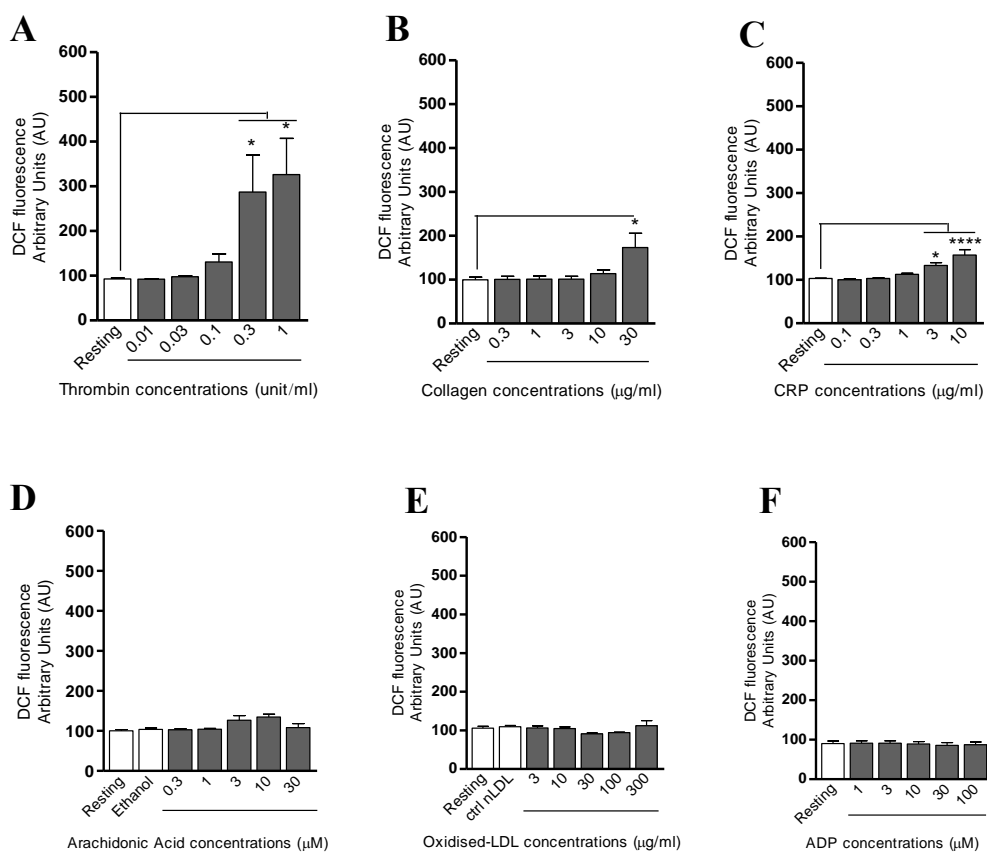 A
DCF fluorescence
Arbitrary Units (AU)
600
500
400
300
200
100
0
*
*
Resting
0.01
0.03
0.1
0.3
1
Thrombin concentrations (unit/ml)
B
DCF fluorescence
Arbitrary Units (AU)
600
500
400
300
200
100
0
*
Resting
0.3
1
3
10
30
Collagen concentrations (µg/ml)
C
DCF fluorescence
Arbitrary Units (AU)
600
500
400
300
200
100
0
*
****
Resting
0.1
0.3
1
3
10
CRP concentrations (µg/ml)
D
DCF fluorescence
Arbitrary Units (AU)
600
500
400
300
200
100
0
Resting
Ethanol
0.3
1
3
10
30
Arachidonic Acid concentrations (µM)
E
DCF fluorescence
Arbitrary Units (AU)
600
500
400
300
200
100
0
Resting
ctrl nLDL
3
10
30
100
300
Oxidised-LDL concentrations (µg/ml)
F
DCF fluorescence
Arbitrary Units (AU)
600
500
400
300
200
100
0
Resting
1
3
10
30
100
ADP concentrations (µM)